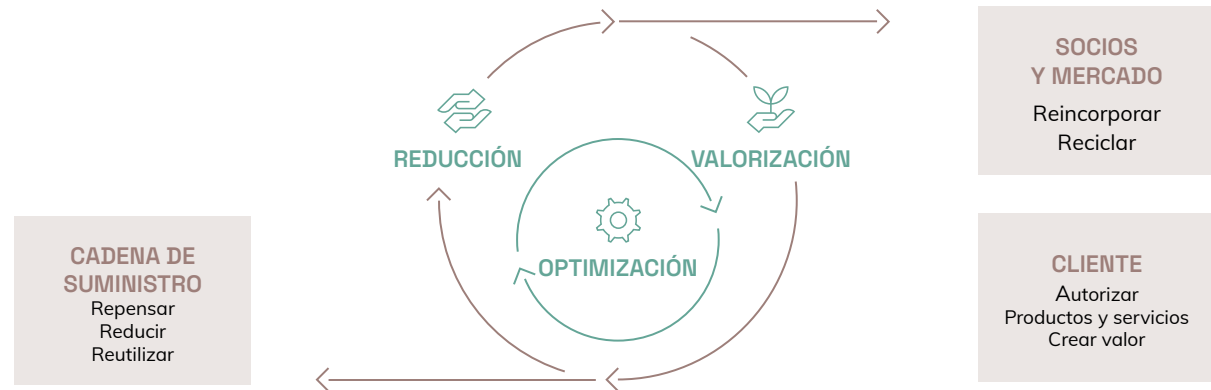 SOCIOS
Y MERCADO
Reincorporar
Reciclar
REDUCCIÓN
VALORIZACIÓN
OPTIMIZACIÓN
CADENA DE
SUMINISTRO
Repensar
Reducir
Reutilizar
CLIENTE
Autorizar
Productos y servicios
Crear valor